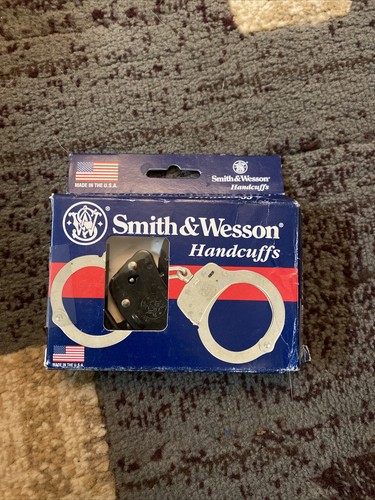 MADE IN THE U.S.A.
Smith & Wesson®
Handcuffs
Smith & Wesson®
Handcuffs
MADE IN THE U.S.A.